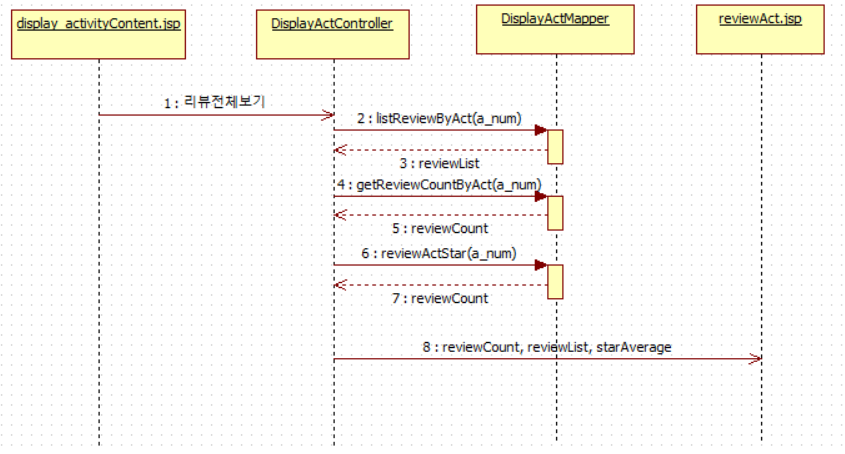 display_activityContent.jsp
DisplayActController
DisplayActMapper
reviewAct.jsp
1 : 리뷰전체보기
2 : listReviewByAct(a_num)
3 : reviewList
4 : getReviewCountByAct(a_num)
5 : reviewCount
6 : reviewActStar(a_num)
7 : reviewCount
8 : reviewCount, reviewList, starAverage